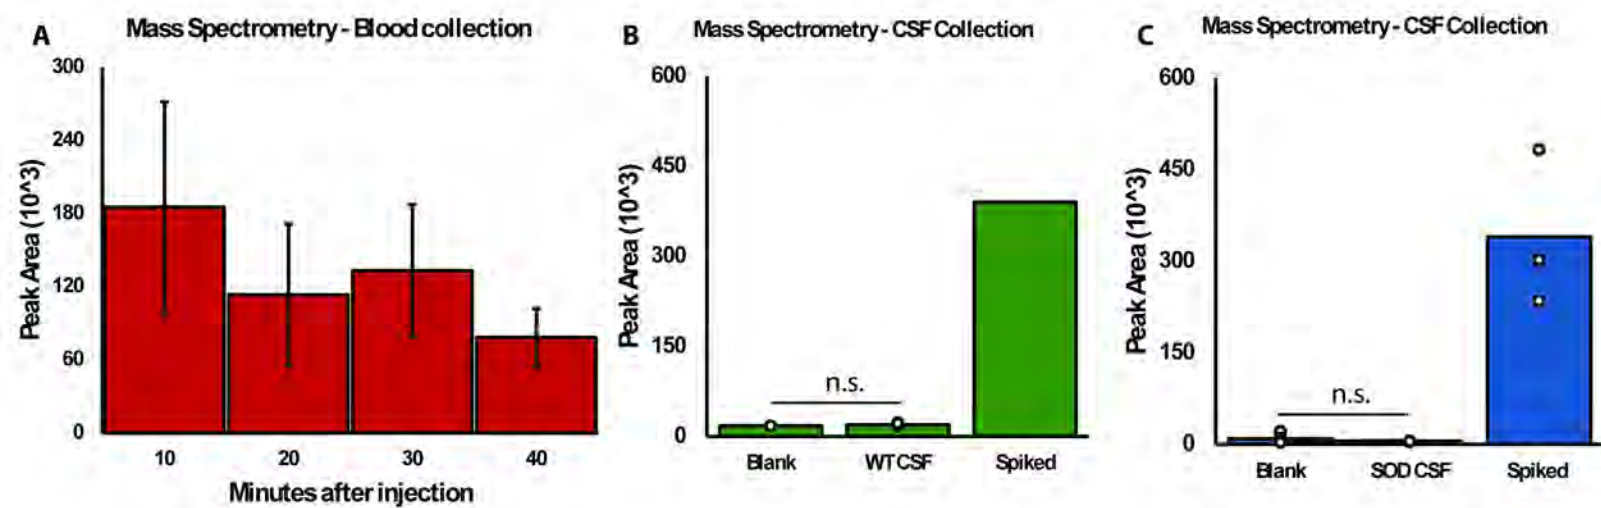 A
Mass Spectrometry - Blood collection
Peak Area (10^3)
300
240
180
120
60
0
10 20 30 40
Minutes after injection
B
Mass Spectrometry - CSF Collection
Peak Area (10^3)
600
450
300
150
0
n.s.
Blank WT CSF Spiked
C
Mass Spectrometry - CSF Collection
Peak Area (10^3)
600
450
300
150
0
n.s.
Blank SOD CSF Spiked